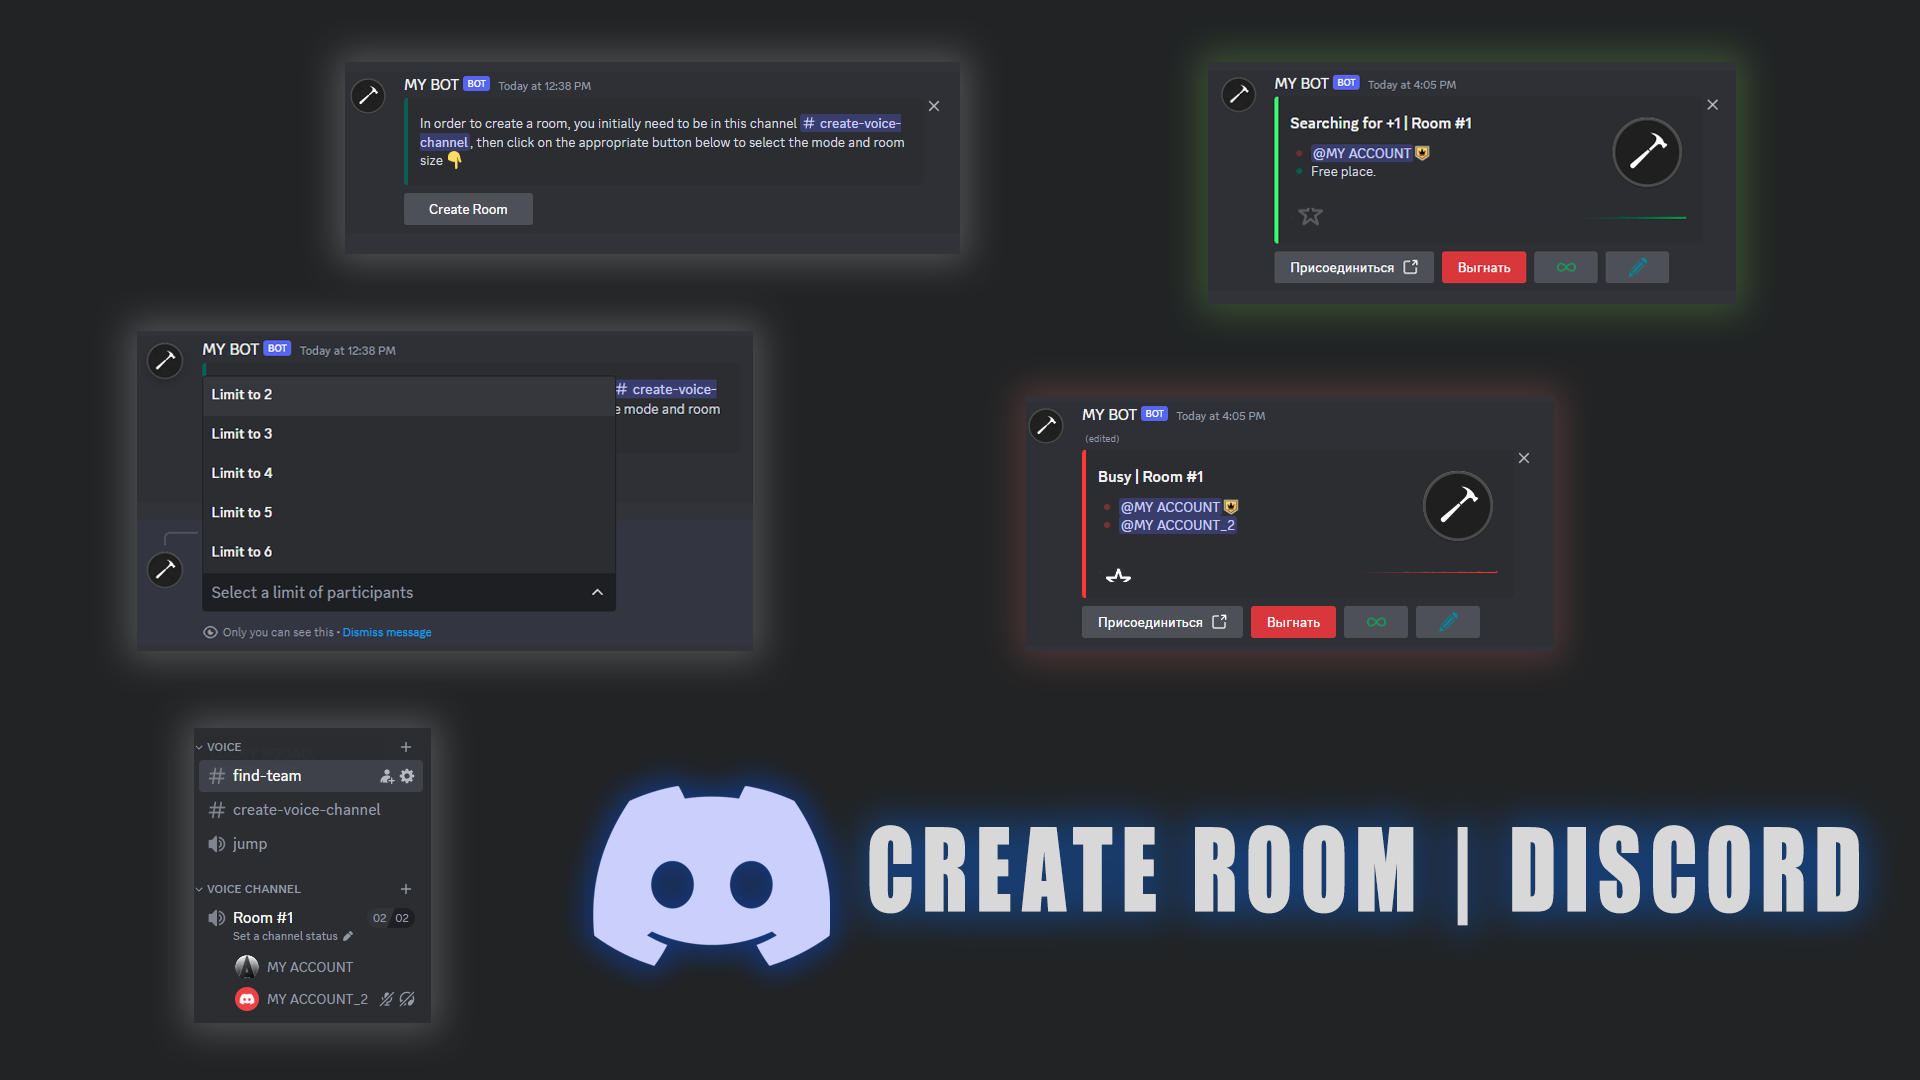 MY BOT BOT Today at 12:38 PM
In order to create a room, you initially need to be in this channel # create-voice-
channel, then click on the appropriate button below to select the mode and room
size 👇
Create Room
MY BOT BOT Today at 4:05 PM
Searching for +1 | Room #1
@MY ACCOUNT
Free place.
Присоединиться
Выгнать
MY BOT BOT Today at 12:38 PM
# create-voice-
e mode and room
Limit to 2
Limit to 3
Limit to 4
Limit to 5
Limit to 6
Select a limit of participants
Only you can see this • Dismiss message
MY BOT BOT Today at 4:05 PM
(edited)
Busy | Room #1
@MY ACCOUNT
@MY ACCOUNT_2
Присоединиться
Выгнать
VOICE
# find-team
# create-voice-channel
jump
VOICE CHANNEL
Room #1 02 02
Set a channel status
MY ACCOUNT
MY ACCOUNT_2
CREATE ROOM | DISCORD